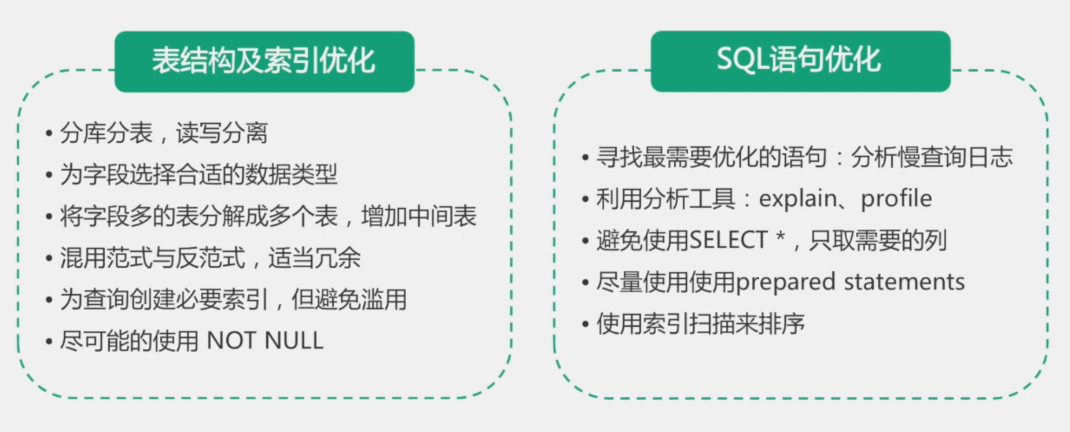 表结构及索引优化
• 分库分表，读写分离
• 为字段选择合适的数据类型
• 将字段多的表分解成多个表，增加中间表
• 混用范式与反范式，适当冗余
• 为查询创建必要索引，但避免滥用
• 尽可能的使用 NOT NULL
SQL语句优化
• 寻找最需要优化的语句：分析慢查询日志
• 利用分析工具：explain、profile
• 避免使用SELECT *，只取需要的列
• 尽量使用使用prepared statements
• 使用索引扫描来排序